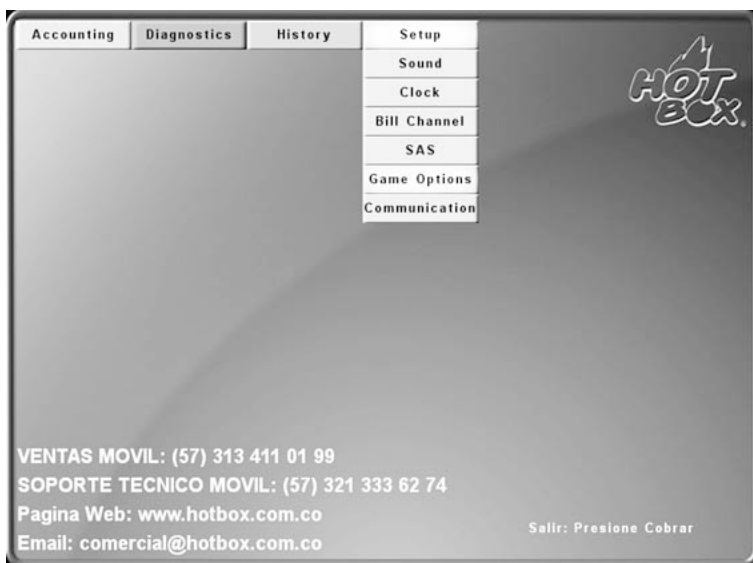 Accounting
Diagnostics
History
Setup
Sound
Clock
Bill Channel
SAS
Game Options
Communication
HOT
BOX.
VENTAS MOVIL: (57) 313 411 01 99
SOPORTE TECNICO MOVIL: (57) 321 333 62 74
Pagina Web: www.hotbox.com.co
Email: comercial@hotbox.com.co
Salir: Presione Cobrar